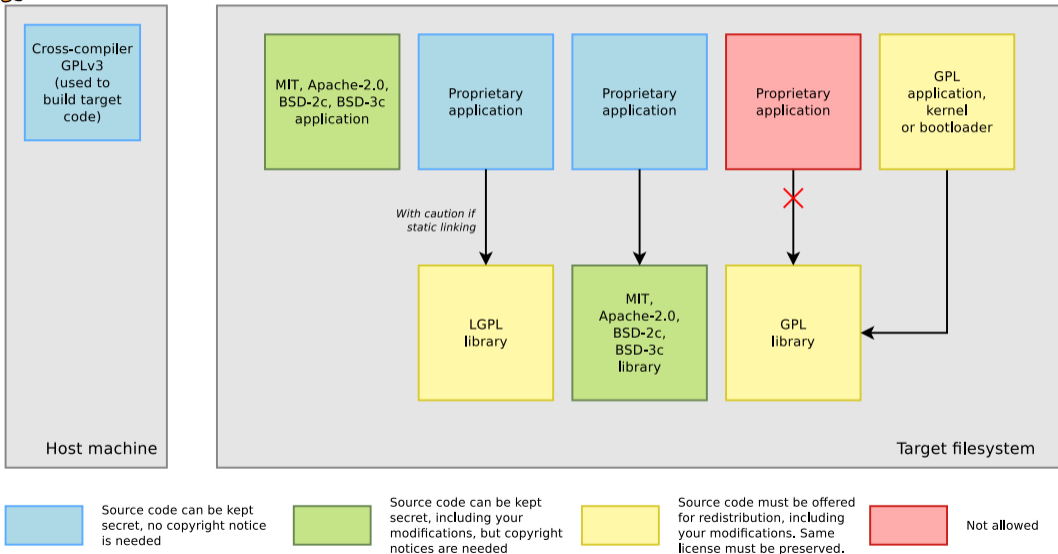 Cross-compiler
GPLv3
(used to
build target
code)
MIT, Apache-2.0,
BSD-2c, BSD-3c
application
Proprietary
application
Proprietary
application
Proprietary
application
GPL
application,
kernel
or bootloader
With caution if
static linking
LGPL
library
MIT,
Apache-2.0,
BSD-2c,
BSD-3c
library
GPL
library
Host machine
Target filesystem
Source code can be kept
secret, no copyright notice
is needed
Source code can be kept
secret, including your
modifications, but copyright
notices are needed
Source code must be offered
for redistribution, including
your modifications. Same
license must be preserved.
Not allowed